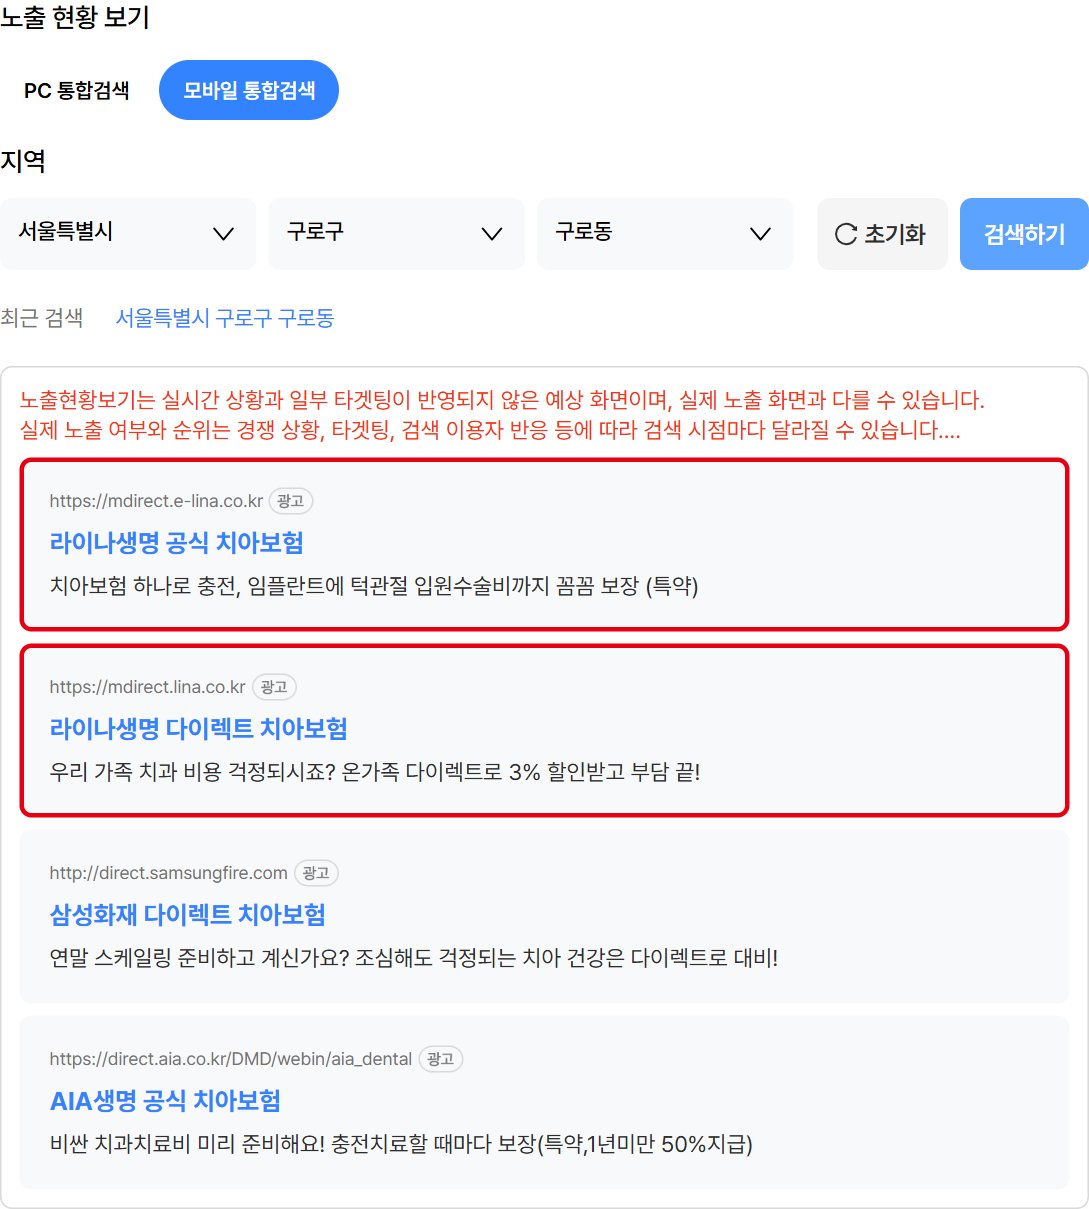 노출 현황 보기
PC 통합검색 모바일 통합검색
지역
서울특별시 구로구 구로동 초기화 검색하기
최근 검색 서울특별시 구로구 구로동
노출현황보기는 실시간 상황과 일부 타겟팅이 반영되지 않은 예상 화면이며, 실제 노출 화면과 다를 수 있습니다.
실제 노출 여부와 순위는 경쟁 상황, 타겟팅, 검색 이용자 반응 등에 따라 검색 시점마다 달라질 수 있습니다....
https://mdirect.e-lina.co.kr 광고
라이나생명 공식 치아보험
치아보험 하나로 충전, 임플란트에 턱관절 입원수술비까지 꼼꼼 보장 (특약)
https://mdirect.lina.co.kr 광고
라이나생명 다이렉트 치아보험
우리 가족 치과 비용 걱정되시죠? 온가족 다이렉트로 3% 할인받고 부담 끝!
http://direct.samsungfire.com 광고
삼성화재 다이렉트 치아보험
연말 스케일링 준비하고 계신가요? 조심해도 걱정되는 치아 건강은 다이렉트로 대비!
https://direct.aia.co.kr/DMD/webin/aia_dental 광고
AIA생명 공식 치아보험
비싼 치과치료비 미리 준비해요! 충전치료할 때마다 보장(특약,1년미만 50%지급)